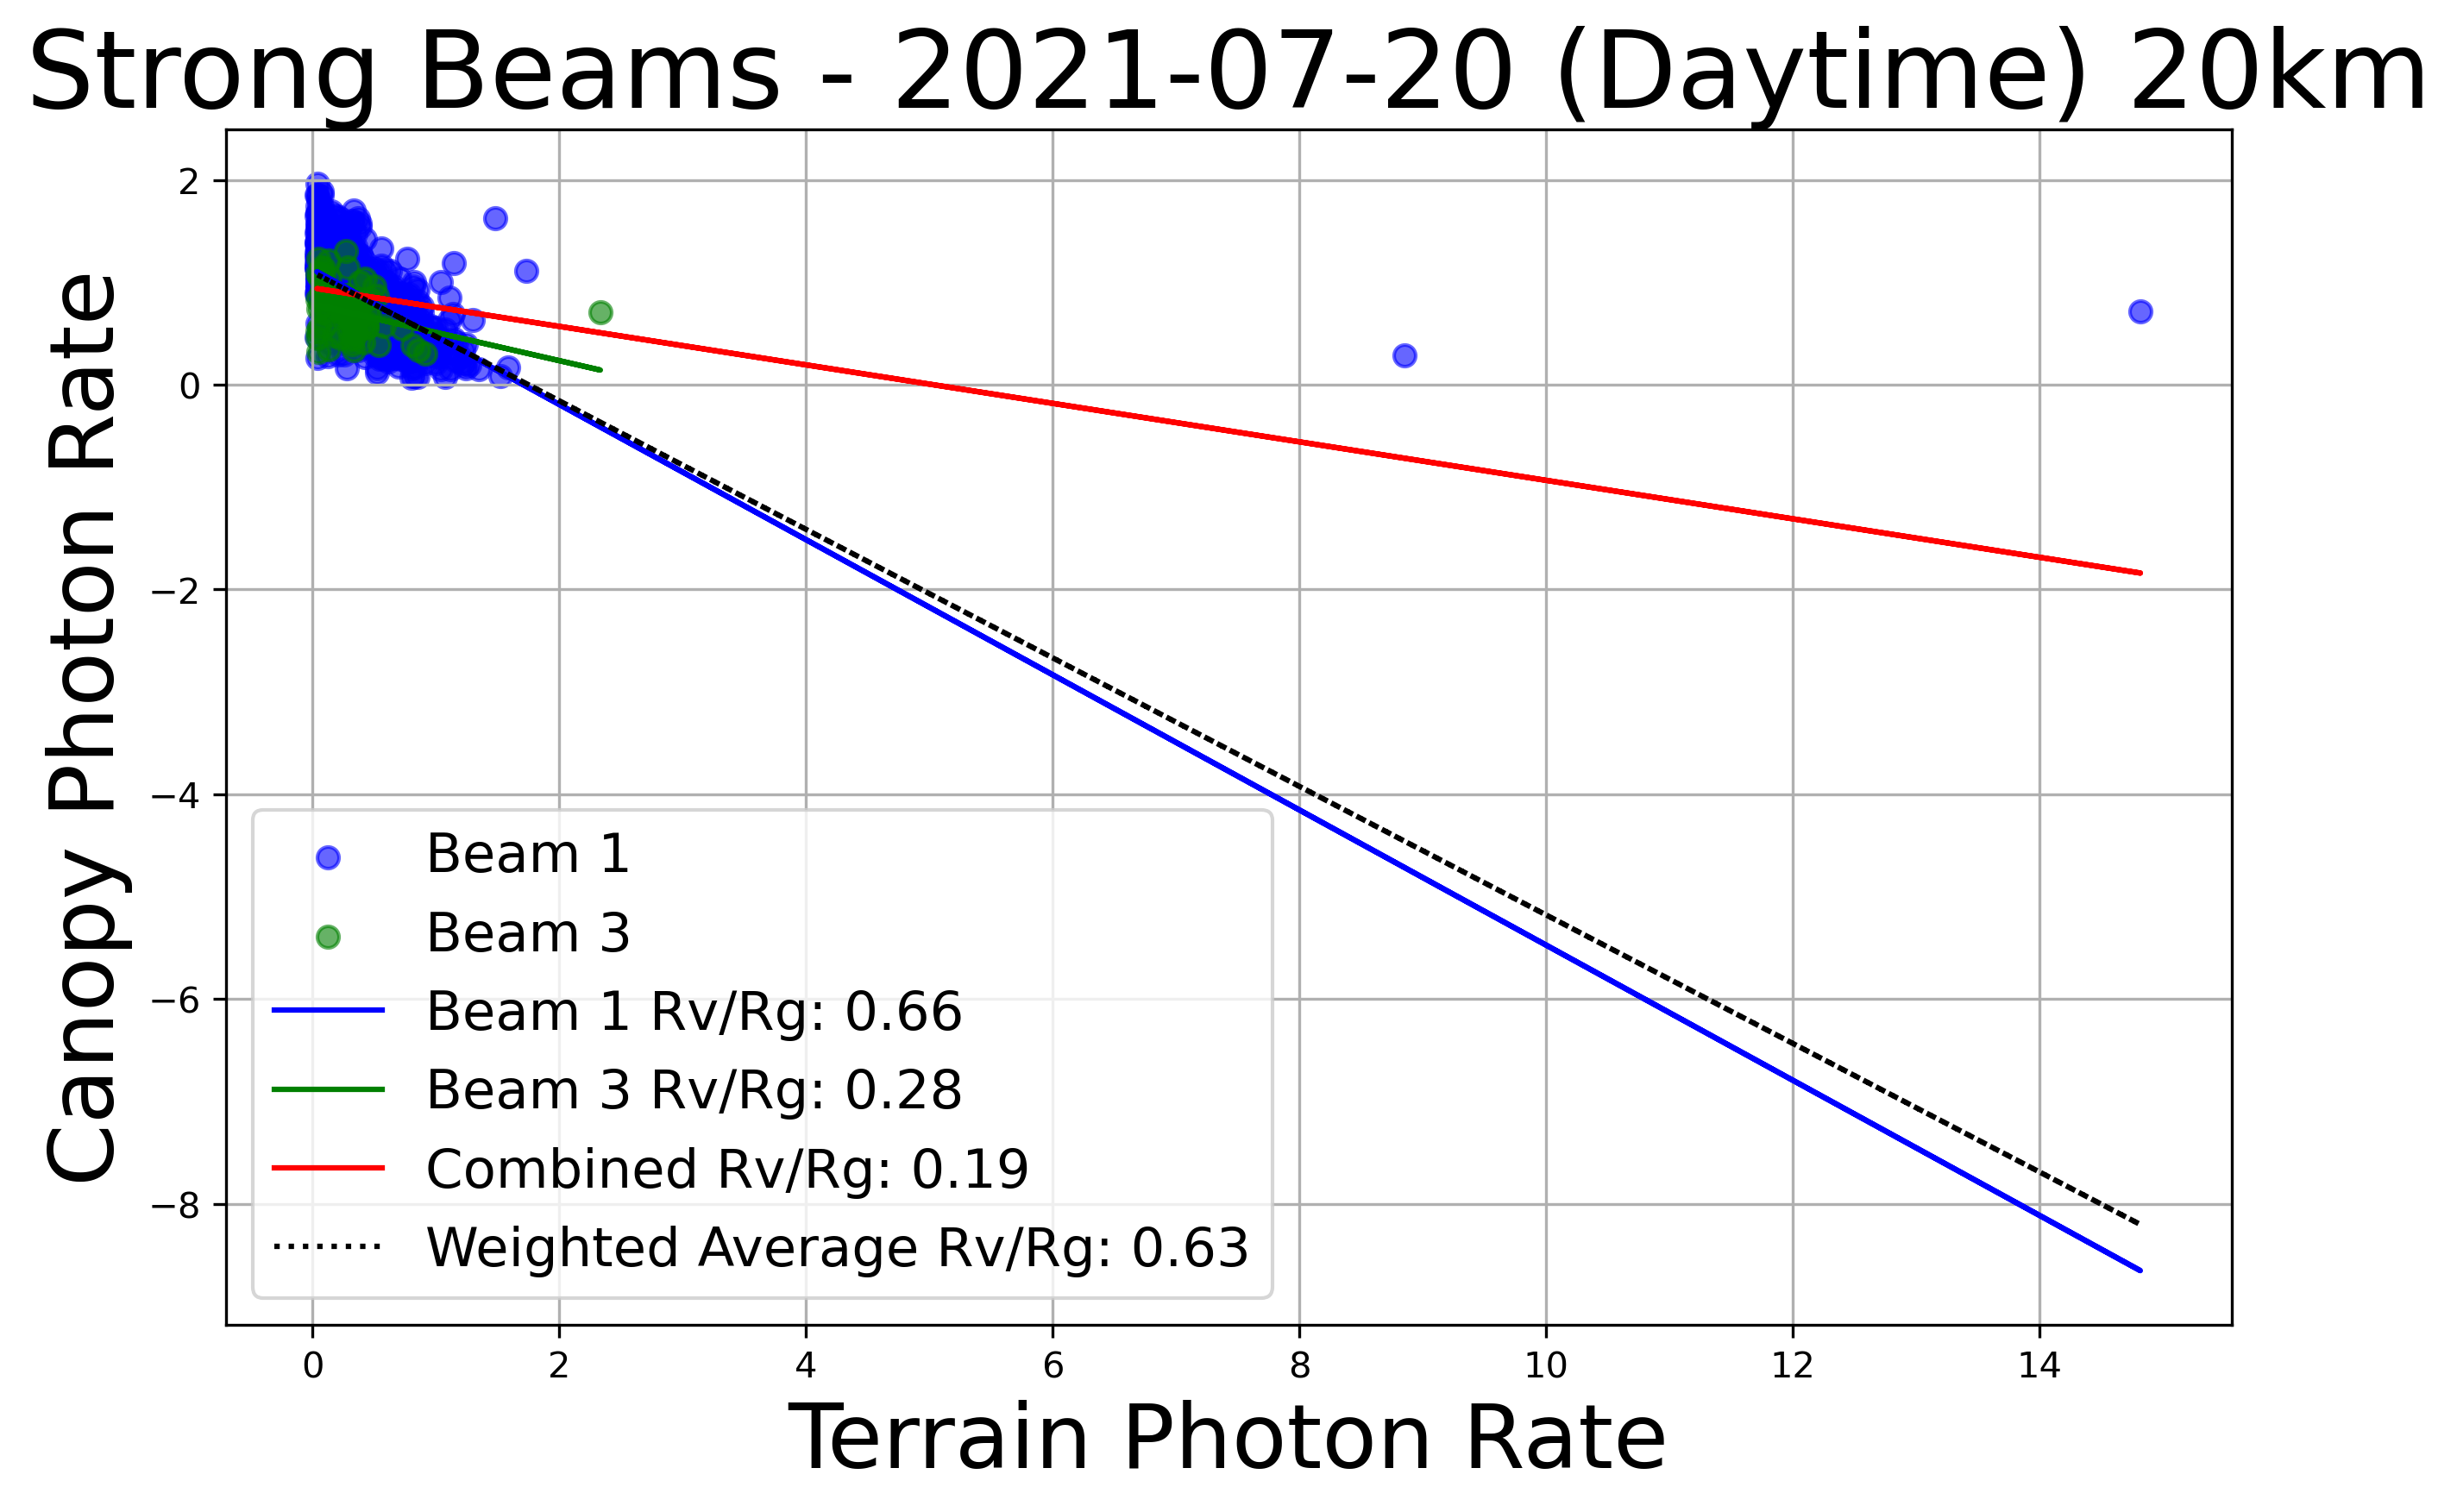 Strong Beams - 2021-07-20 (Daytime) 20km
Canopy Photon Rate
2
0
−2
−4
−6
−8
Beam 1
Beam 3
Beam 1 Rv/Rg: 0.66
Beam 3 Rv/Rg: 0.28
Combined Rv/Rg: 0.19
Weighted Average Rv/Rg: 0.63
0 2 4 6 8 10 12 14
Terrain Photon Rate